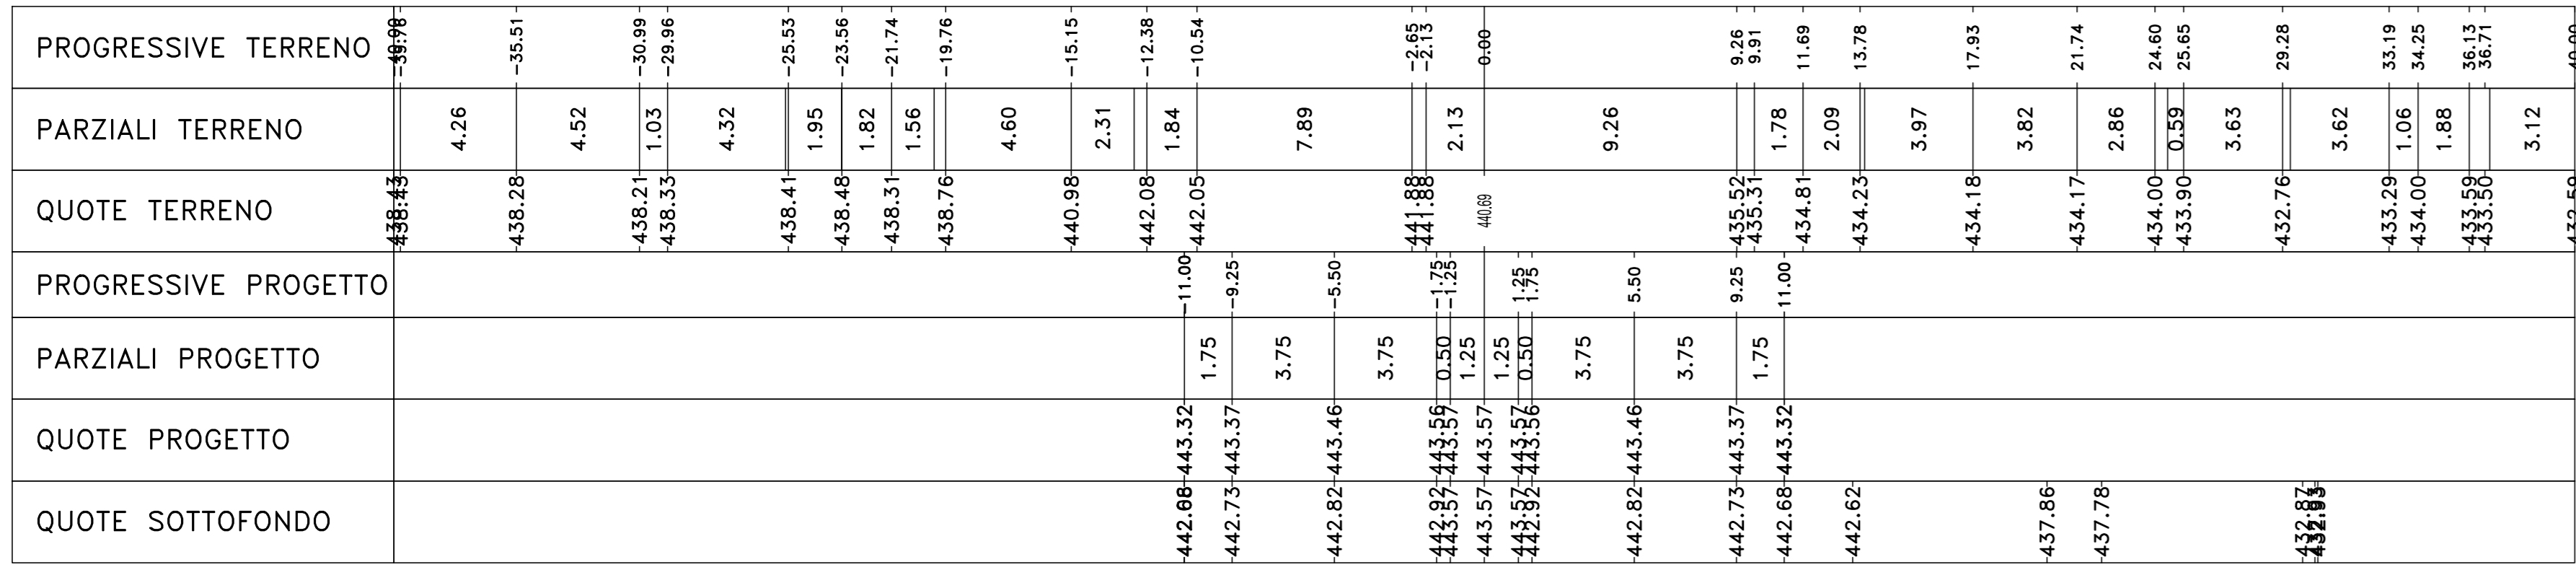 PROGRESSIVE TERRENO -39.78 -35.51 -30.99 -29.96 -25.53 -23.56 -21.74 -19.76 -15.15 -12.38 -10.54 -2.65 -2.13 0.00 9.26 9.91 11.69 13.78 17.93 21.74 24.60 25.65 29.28 33.19 34.25 36.13 36.71
PARZIALI TERRENO 4.26 4.52 1.03 4.32 1.95 1.82 1.56 4.60 2.31 1.84 7.89 2.13 9.26 1.78 2.09 3.97 3.82 2.86 0.59 3.63 3.62 1.06 1.88 3.12
QUOTE TERRENO 438.43 438.43 438.28 438.21 438.33 438.41 438.48 438.31 438.76 440.98 442.08 442.05 441.88 441.88 440.69 435.52 435.31 434.81 434.23 434.18 434.17 434.00 433.90 432.76 433.29 434.00 433.59 433.50
PROGRESSIVE PROGETTO -11.00 -9.25 -5.50 -1.75 -1.25 1.25 1.75 5.50 9.25 11.00
PARZIALI PROGETTO 1.75 3.75 3.75 0.50 1.25 1.25 0.50 3.75 3.75 1.75
QUOTE PROGETTO 443.32 443.37 443.46 443.56 443.57 443.57 443.57 443.56 443.46 443.37 443.32
QUOTE SOTTOFONDO 442.73 442.82 442.92 443.57 443.57 443.57 442.92 442.82 442.73 442.68 442.62 437.86 437.78 432.87